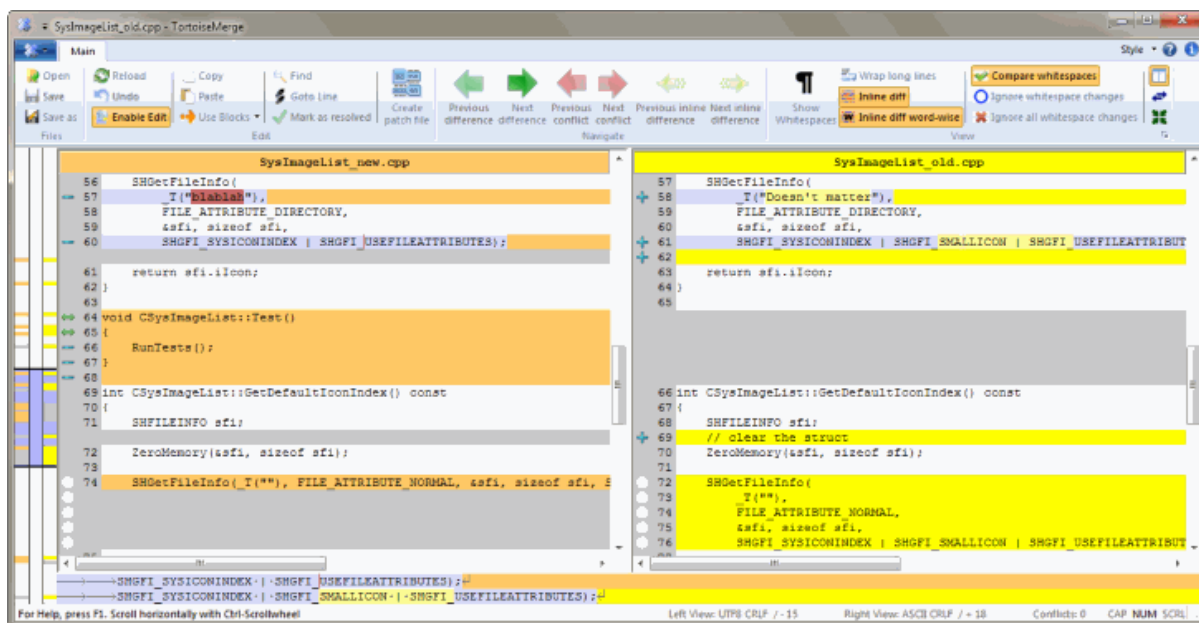 SysImageList_old.cpp - TortoiseMerge
Main
Style
Open
Save
Save as
Files
Reload
Undo
Enable Edit
Copy
Paste
Use Blocks
Find
Goto Line
Mark as resolved
Edit
Create patch file
Previous difference
Next difference
Previous conflict
Next conflict
Previous inline difference
Next inline difference
Navigate
Show Whitespaces
Wrap long lines
Inline diff
Inline diff word-wise
Compare whitespaces
Ignore whitespace changes
Ignore all whitespace changes
View
SysImageList_new.cpp
56 SHGetFileInfo(
57 _T("blablah"),
58 FILE_ATTRIBUTE_DIRECTORY,
59 &sfi, sizeof sfi,
60 SHGFI_SYSICONINDEX | SHGFI_USEFILEATTRIBUTES);
61 return sfi.iIcon;
62 }
63
64 void CSysImageList::Test()
65 {
66 RunTests();
67 }
68
69 int CSysImageList::GetDefaultIconIndex() const
70 {
71 SHFILEINFO sfi;
72 ZeroMemory(&sfi, sizeof sfi);
73
74 SHGetFileInfo(_T(""), FILE_ATTRIBUTE_NORMAL, &sfi, sizeof sfi, S
SysImageList_old.cpp
57 SHGetFileInfo(
58 _T("Doesn't matter"),
59 FILE_ATTRIBUTE_DIRECTORY,
60 &sfi, sizeof sfi,
61 SHGFI_SYSICONINDEX | SHGFI_SMALLICON | SHGFI_USEFILEATTRIBUT
62
63 return sfi.iIcon;
64 }
65
66 int CSysImageList::GetDefaultIconIndex() const
67 {
68 SHFILEINFO sfi;
69 // clear the struct
70 ZeroMemory(&sfi, sizeof sfi);
71
72 SHGetFileInfo(
73 _T(""),
74 FILE_ATTRIBUTE_NORMAL,
75 &sfi, sizeof sfi,
76 SHGFI_SYSICONINDEX | SHGFI_SMALLICON | SHGFI_USEFILEATTRIBUT
SHGFI_SYSICONINDEX·|·SHGFI_USEFILEATTRIBUTES);
SHGFI_SYSICONINDEX·|·SHGFI_SMALLICON·|·SHGFI_USEFILEATTRIBUTES);
For Help, press F1. Scroll horizontally with Ctrl-Scrollwheel
Left View: UTF8 CRLF / - 15
Right View: ASCII CRLF / + 18
Conflicts: 0
CAP NUM SCRL